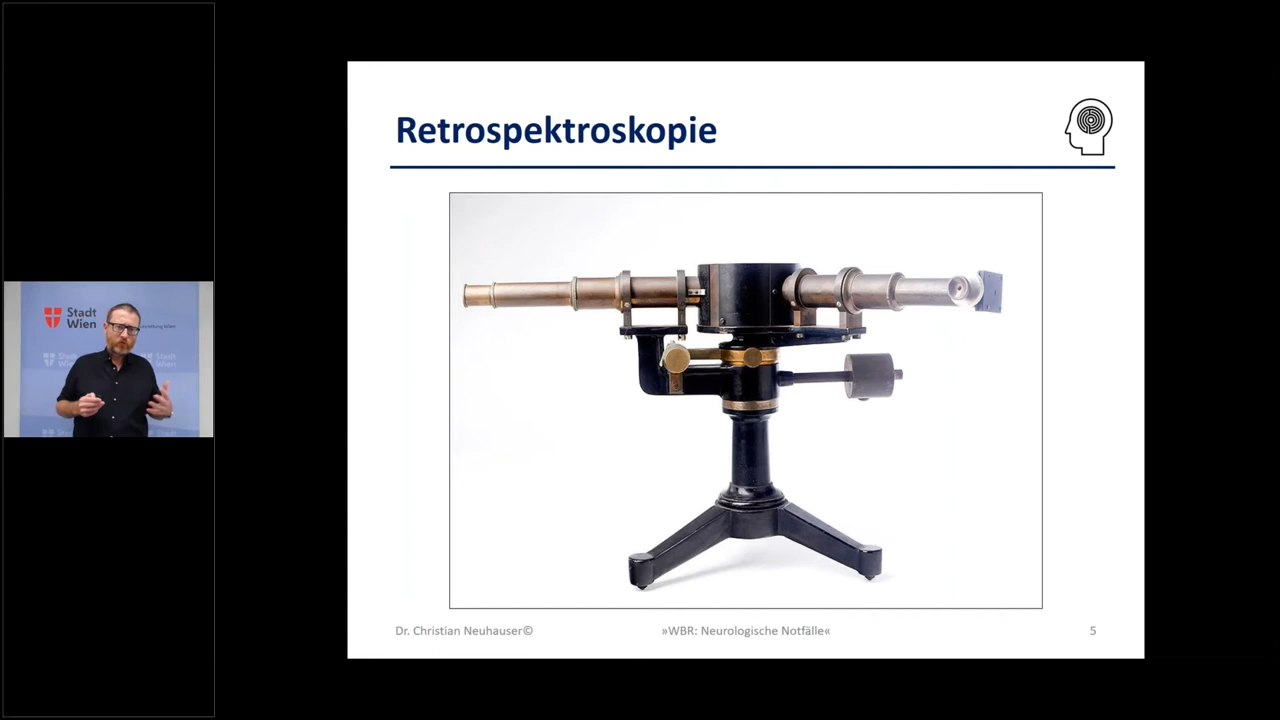 Stadt
Wien
Retrospektroskopie
Dr. Christian Neuhauser©
»WBR: Neurologische Notfälle«
5